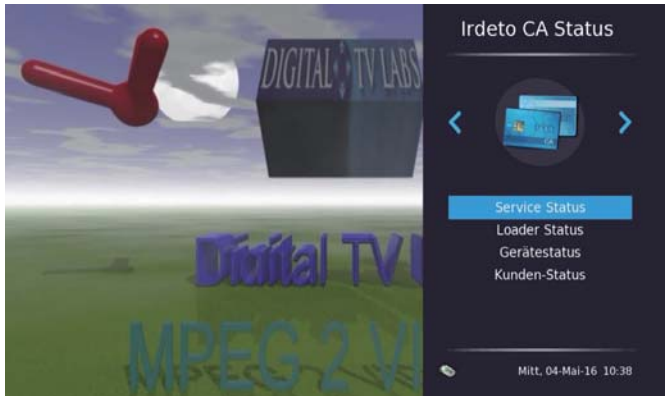 Irdeto CA Status
DIGITAL TV LABS
Service Status
Loader Status
Gerätestatus
Kunden-Status
Digital TV L
MPEG 2 VI
Mitt, 04-Mai-16 10:38